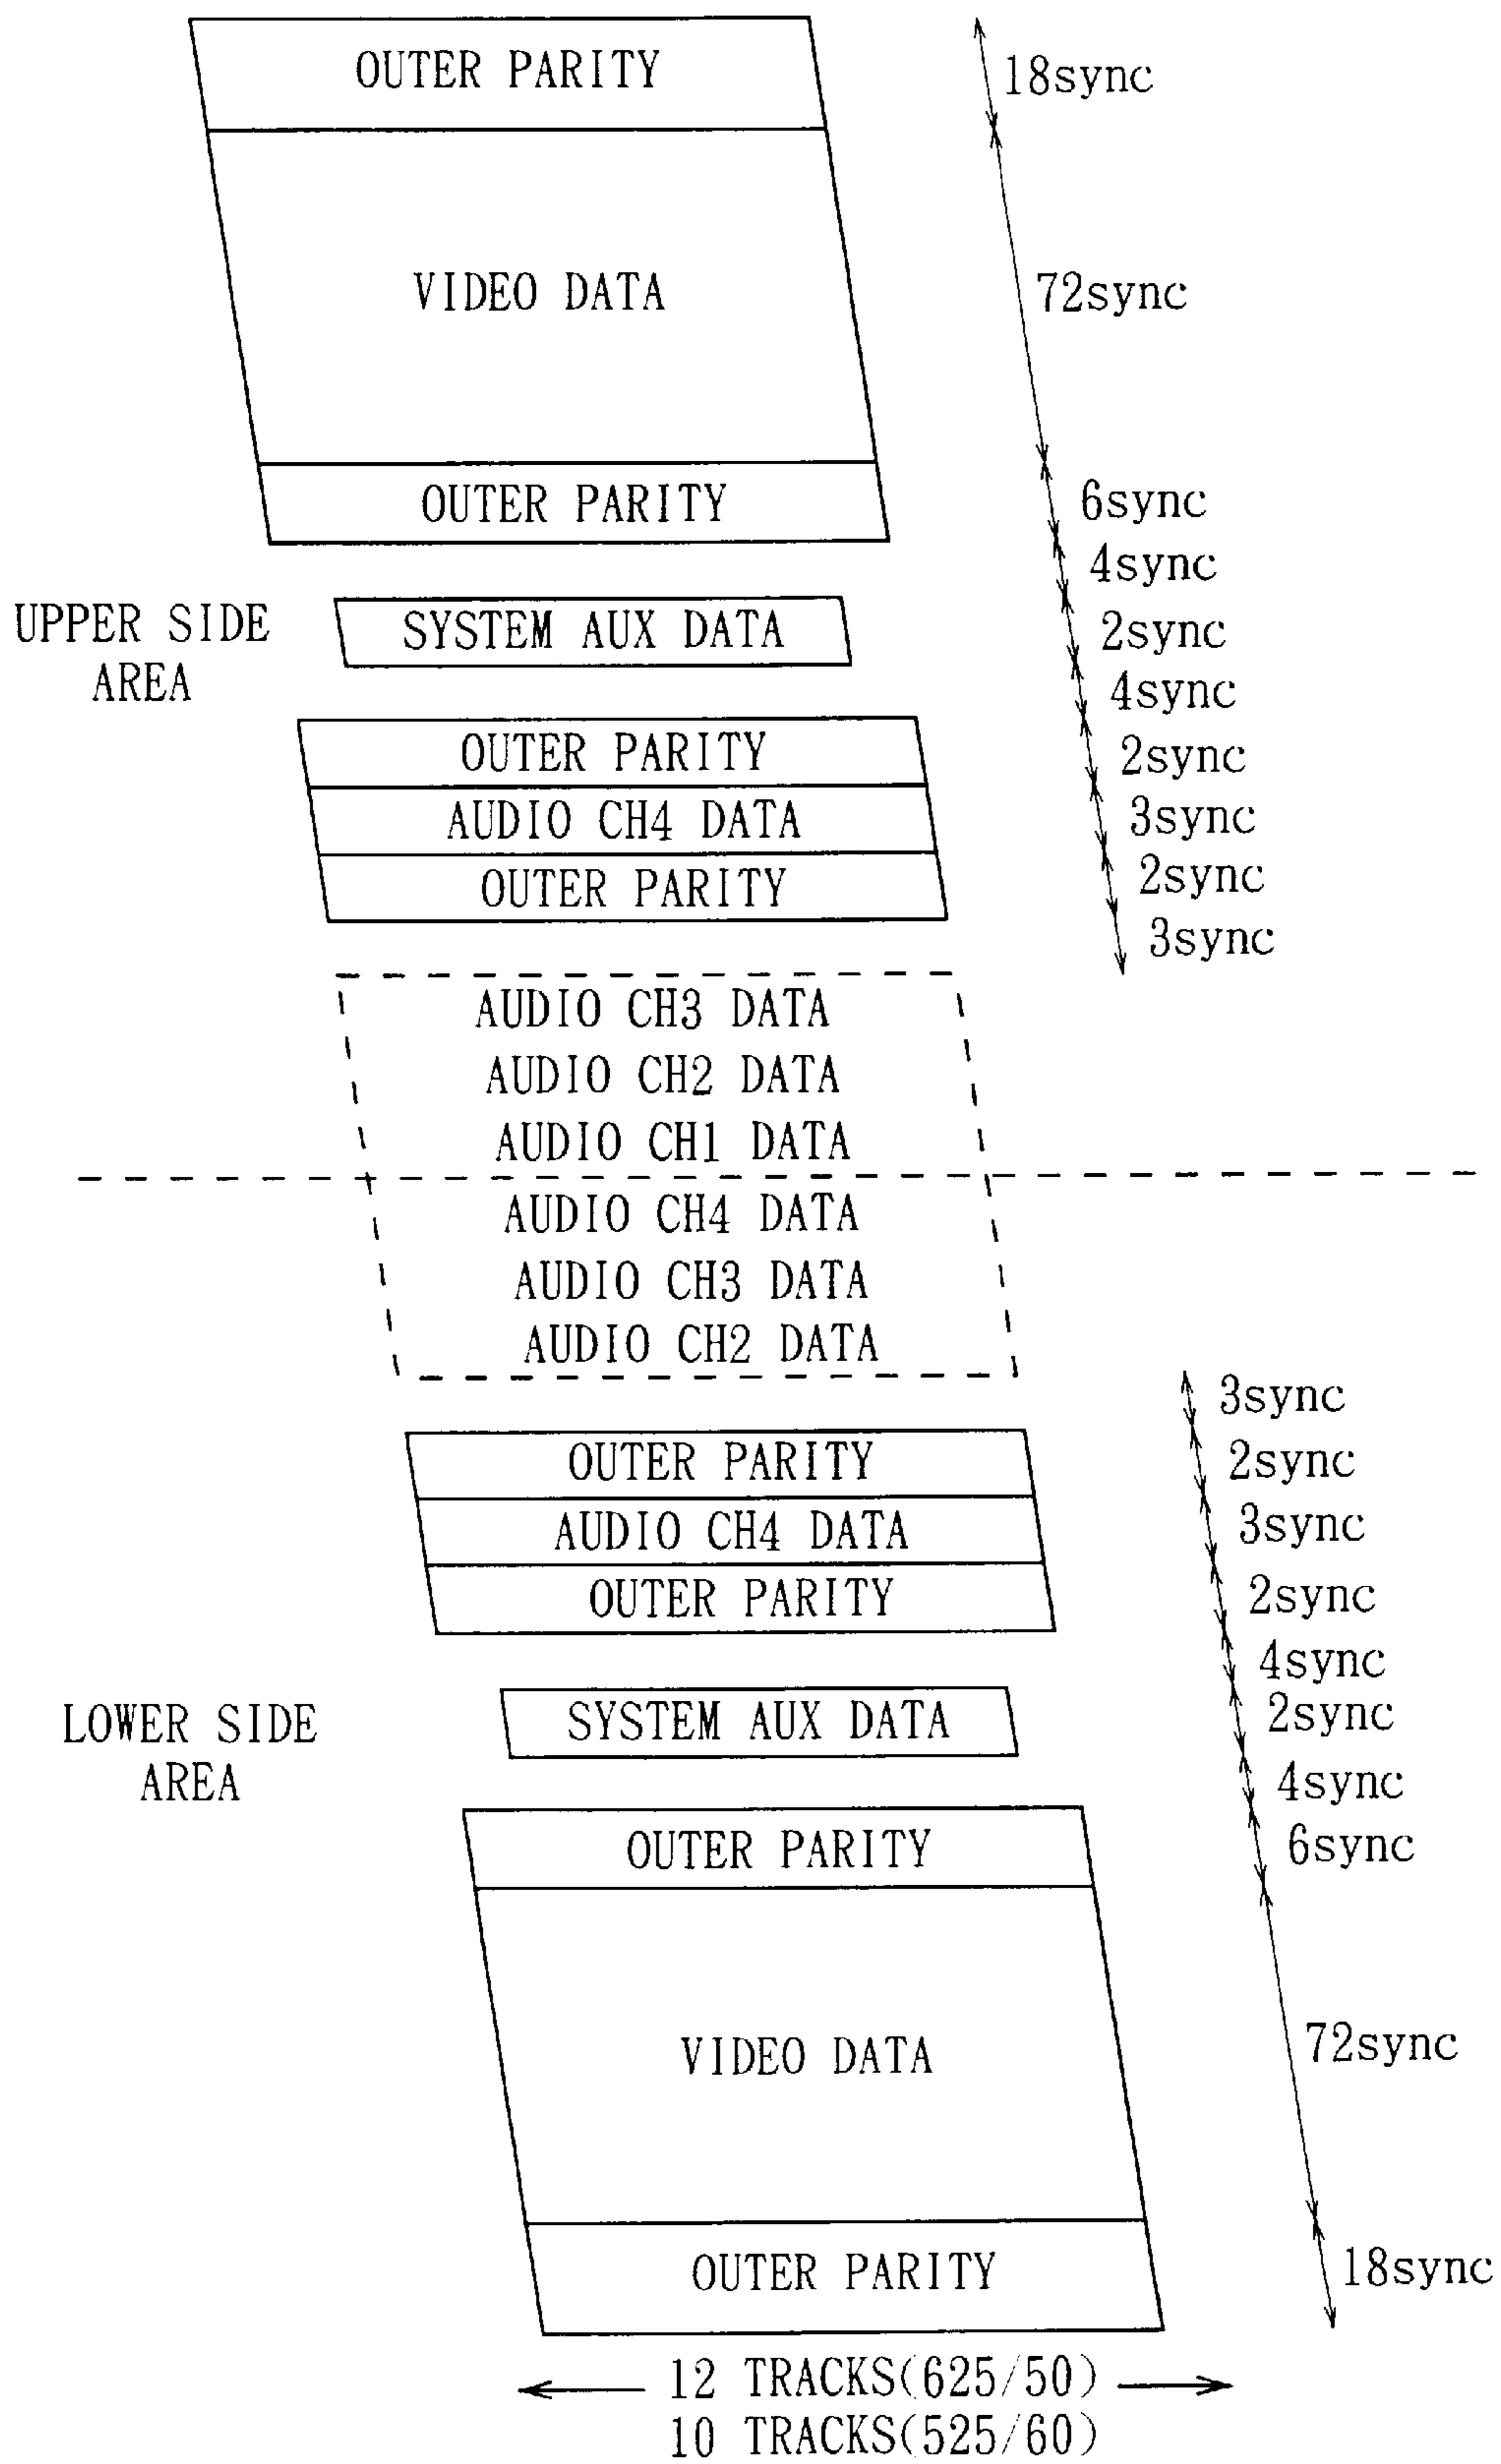 OUTER PARITY
18sync
VIDEO DATA
72sync
OUTER PARITY
6sync
4sync
UPPER SIDE
AREA
SYSTEM AUX DATA
2sync
4sync
OUTER PARITY
2sync
AUDIO CH4 DATA
3sync
OUTER PARITY
2sync
3sync
AUDIO CH3 DATA
AUDIO CH2 DATA
AUDIO CH1 DATA
AUDIO CH4 DATA
AUDIO CH3 DATA
AUDIO CH2 DATA
3sync
OUTER PARITY
2sync
AUDIO CH4 DATA
3sync
OUTER PARITY
2sync
4sync
LOWER SIDE
AREA
SYSTEM AUX DATA
2sync
4sync
OUTER PARITY
6sync
VIDEO DATA
72sync
OUTER PARITY
18sync
12 TRACKS(625/50)
10 TRACKS(525/60)